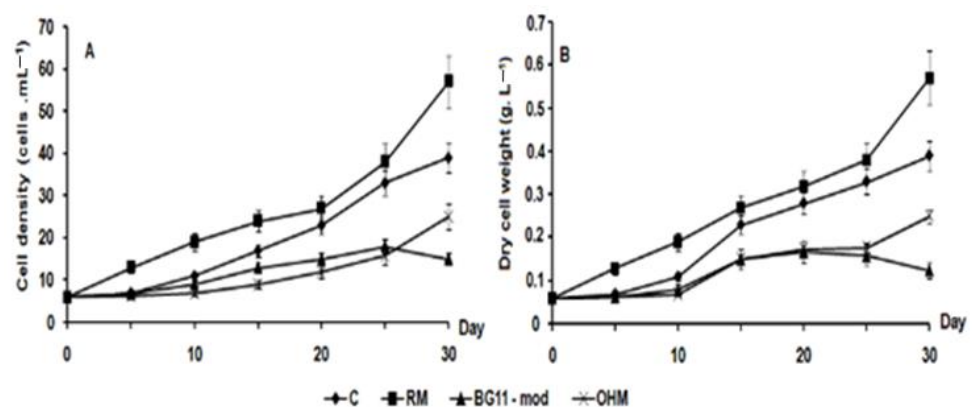 A
Cell density (cells .mL⁻¹)
70
60
50
40
30
20
10
0
0 10 20 30
Day
B
Dry cell weight (g. L⁻¹)
0.7
0.6
0.5
0.4
0.3
0.2
0.1
0
0 10 20 30
Day
C RM BG11 - mod OHM